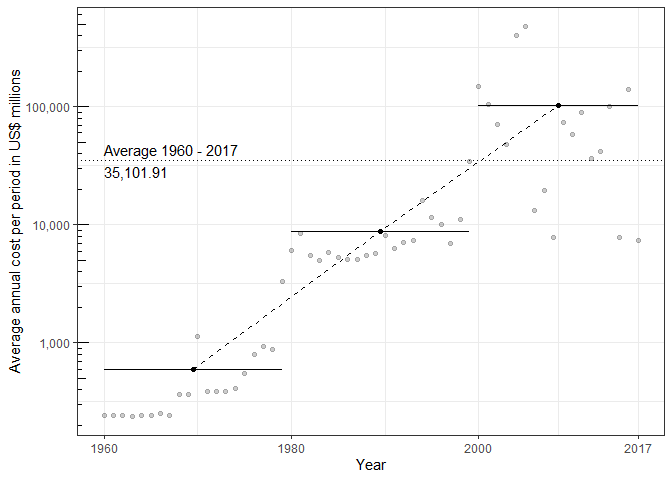 Average annual cost per period in US$ millions
100,000
Average 1960 - 2017
35,101.91
10,000
1,000
1960 1980 2000 2017
Year